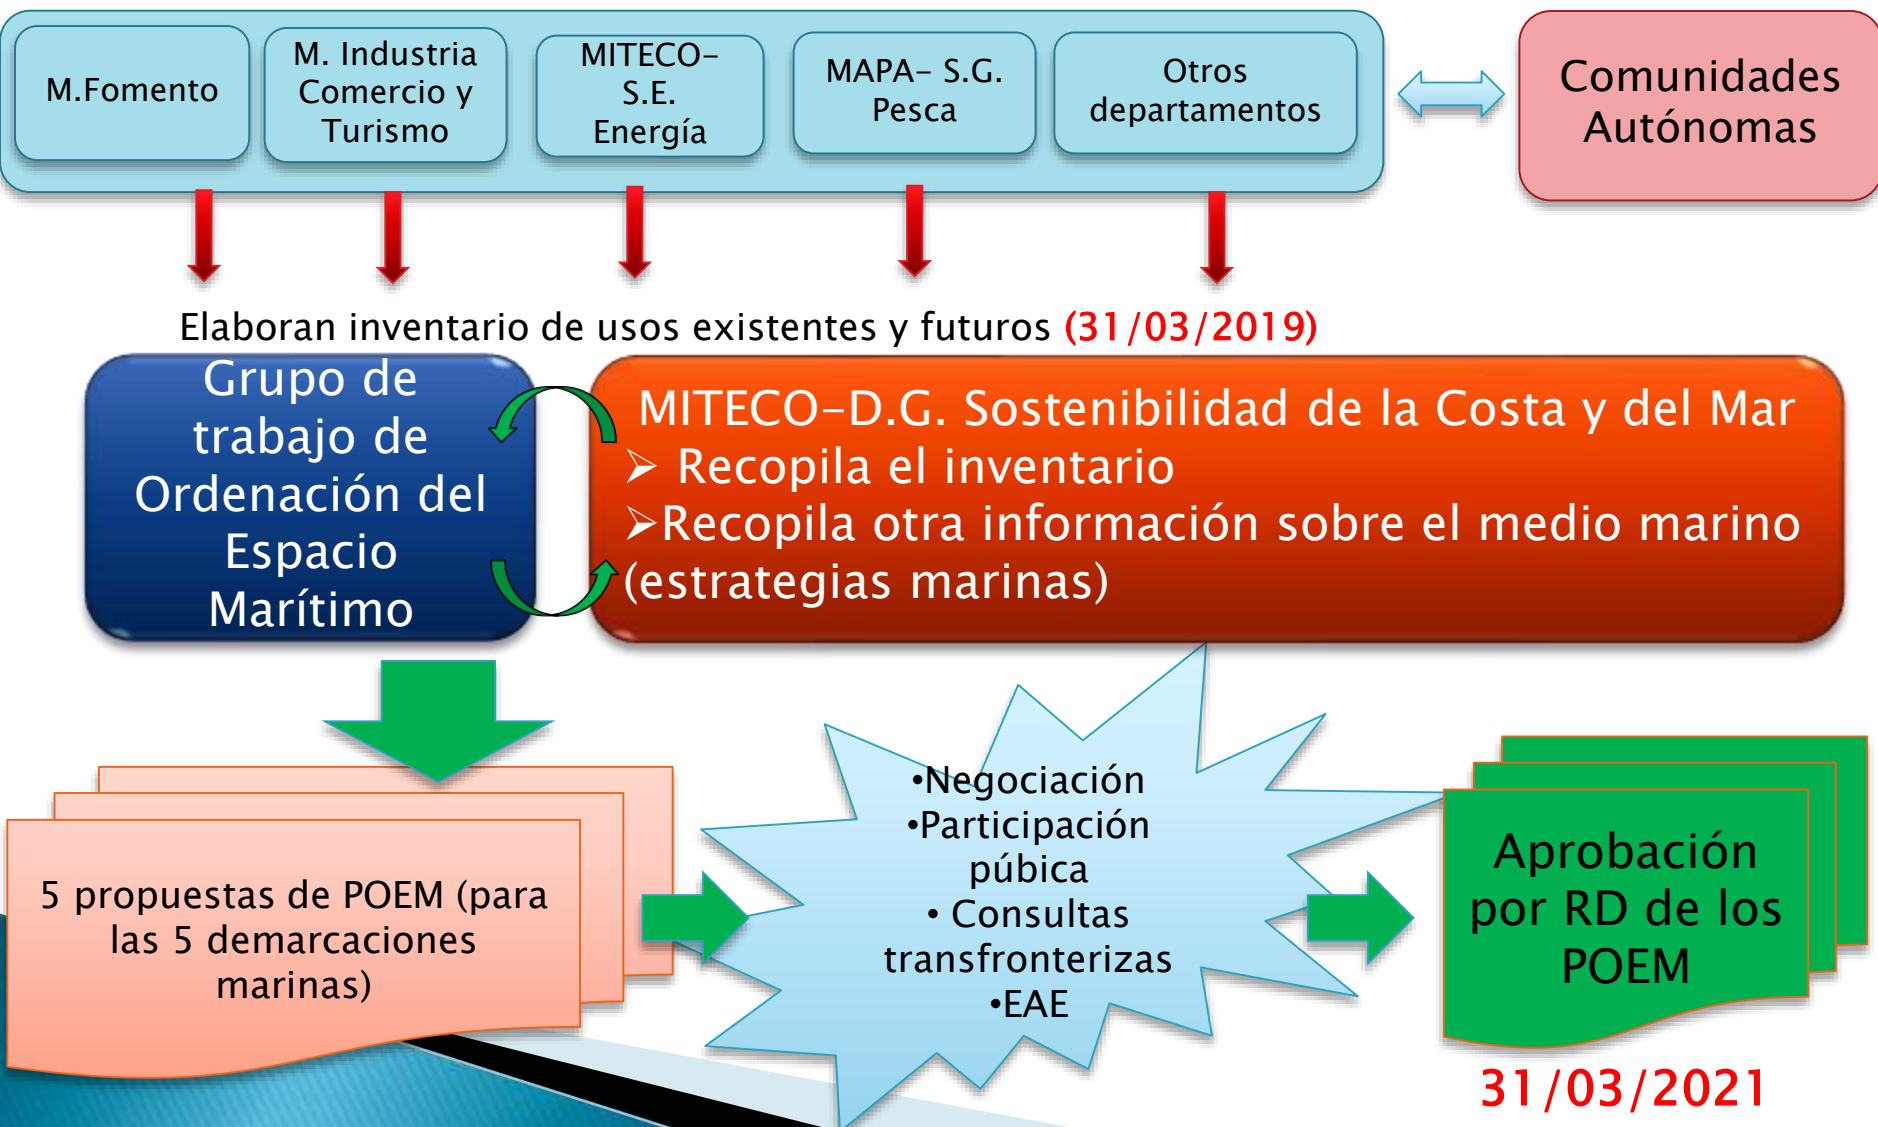 M.Fomento
M. Industria
Comercio y
Turismo
MITECO-
S.E.
Energía
MAPA- S.G.
Pesca
Otros
departamentos
Comunidades
Autónomas
Elaboran inventario de usos existentes y futuros (31/03/2019)
Grupo de
trabajo de
Ordenación del
Espacio
Marítimo
MITECO-D.G. Sostenibilidad de la Costa y del Mar
➢ Recopila el inventario
➢Recopila otra información sobre el medio marino
(estrategias marinas)
5 propuestas de POEM (para
las 5 demarcaciones
marinas)
•Negociación
•Participación
púbica
• Consultas
transfronterizas
•EAE
Aprobación
por RD de los
POEM
31/03/2021